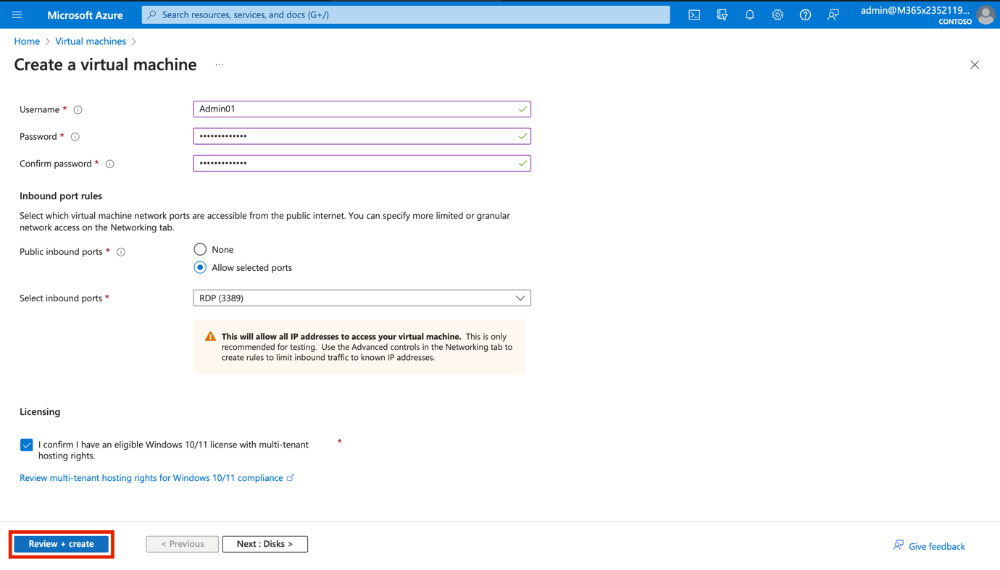 Microsoft Azure
Search resources, services, and docs (G+/)
admin@M365x2352119...
CONTOSO
Home > Virtual machines >
Create a virtual machine ...
Username *
Admin01
Password *
•••••••••••••
Confirm password *
•••••••••••••
Inbound port rules
Select which virtual machine network ports are accessible from the public internet. You can specify more limited or granular
network access on the Networking tab.
Public inbound ports *
None
Allow selected ports
Select inbound ports *
RDP (3389)
This will allow all IP addresses to access your virtual machine. This is only
recommended for testing. Use the Advanced controls in the Networking tab to
create rules to limit inbound traffic to known IP addresses.
Licensing
I confirm I have an eligible Windows 10/11 license with multi-tenant *
hosting rights.
Review multi-tenant hosting rights for Windows 10/11 compliance
Review + create
< Previous
Next : Disks >
Give feedback